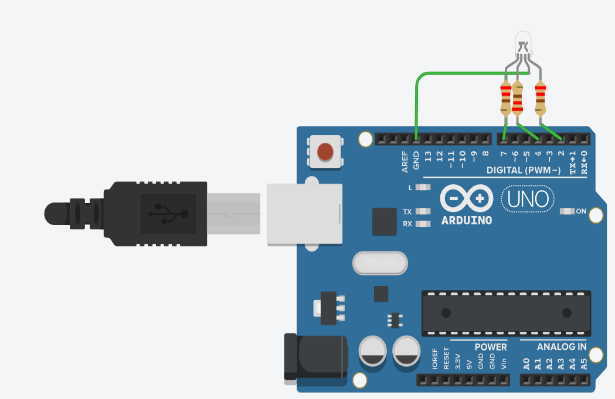 AREF
GND
13
12
~11
~10
~9
8
7
~6
~5
4
~3
2
TX→1
RX←0
DIGITAL (PWM~)
L
TX
RX
ARDUINO
UNO
ON
POWER
ANALOG IN
IOREF
RESET
3.3V
5V
GND
GND
Vin
A0
A1
A2
A3
A4
A5